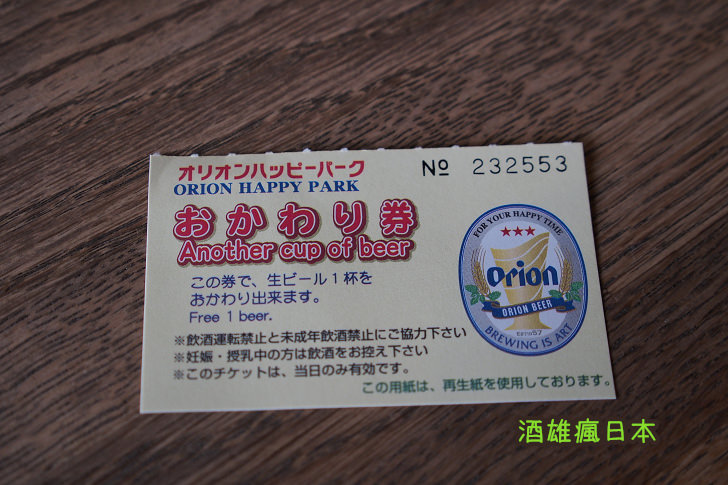 オリオンハッピーパーク
ORION HAPPY PARK
№ 232553
おかわり券
Another cup of beer
この券で、生ビール1杯を
おかわり出来ます。
Free 1 beer.
※飲酒運転禁止と未成年飲酒禁止にご協力下さい
※妊娠・授乳中の方は飲酒をお控え下さい
※このチケットは、当日のみ有効です。
この用紙は、再生紙を使用しております。
FOR YOUR HAPPY TIME
Orion
ORION BEER
BREWING IS ART
酒雄瘋日本